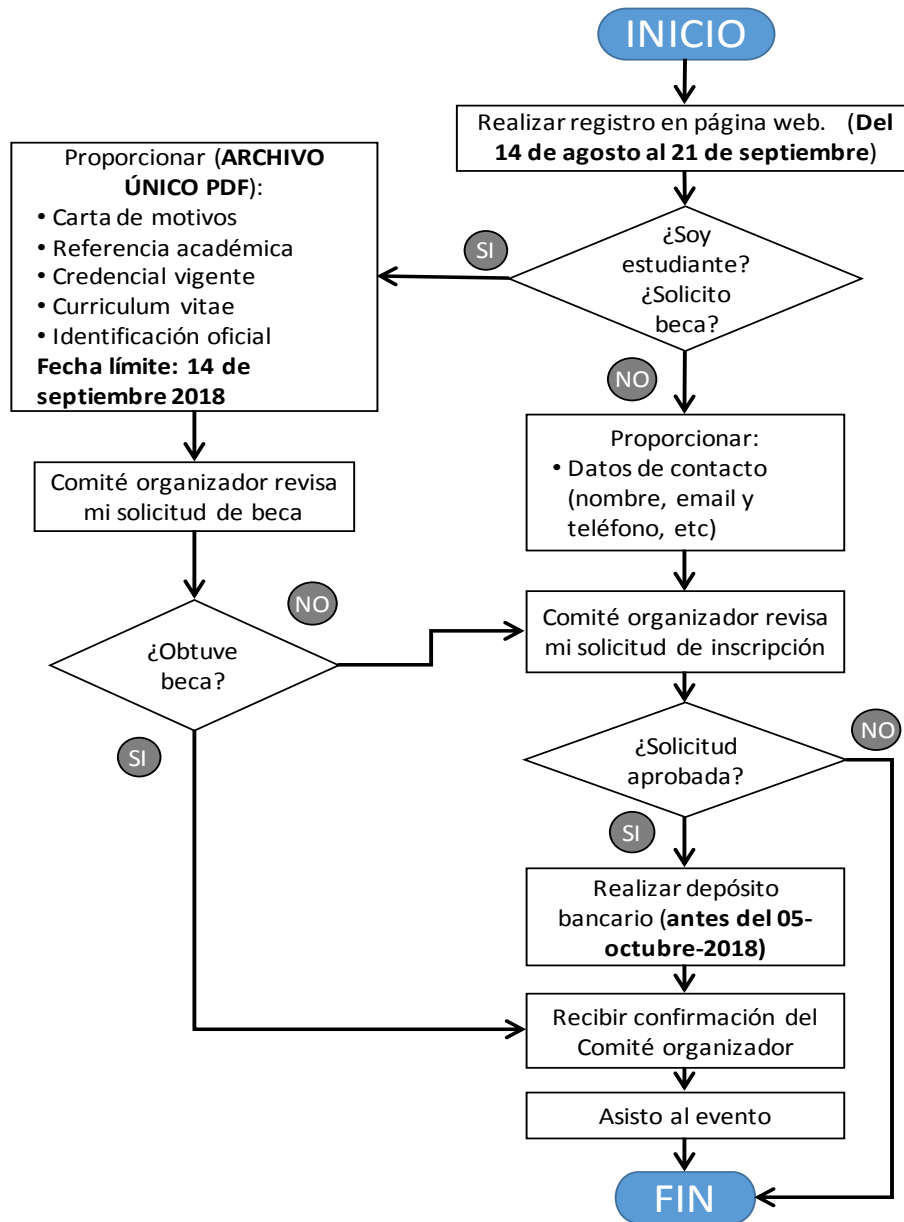 INICIO
Realizar registro en página web. (Del
14 de agosto al 21 de septiembre)
¿Soy
estudiante?
¿Solicito
beca?
SI
Proporcionar (ARCHIVO
ÚNICO PDF):
• Carta de motivos
• Referencia académica
• Credencial vigente
• Curriculum vitae
• Identificación oficial
Fecha límite: 14 de
septiembre 2018
NO
Proporcionar:
• Datos de contacto
(nombre, email y
teléfono, etc)
Comité organizador revisa
mi solicitud de beca
¿Obtuve
beca?
NO
SI
Comité organizador revisa
mi solicitud de inscripción
¿Solicitud
aprobada?
NO
SI
Realizar depósito
bancario (antes del 05-
octubre-2018)
Recibir confirmación del
Comité organizador
Asisto al evento
FIN